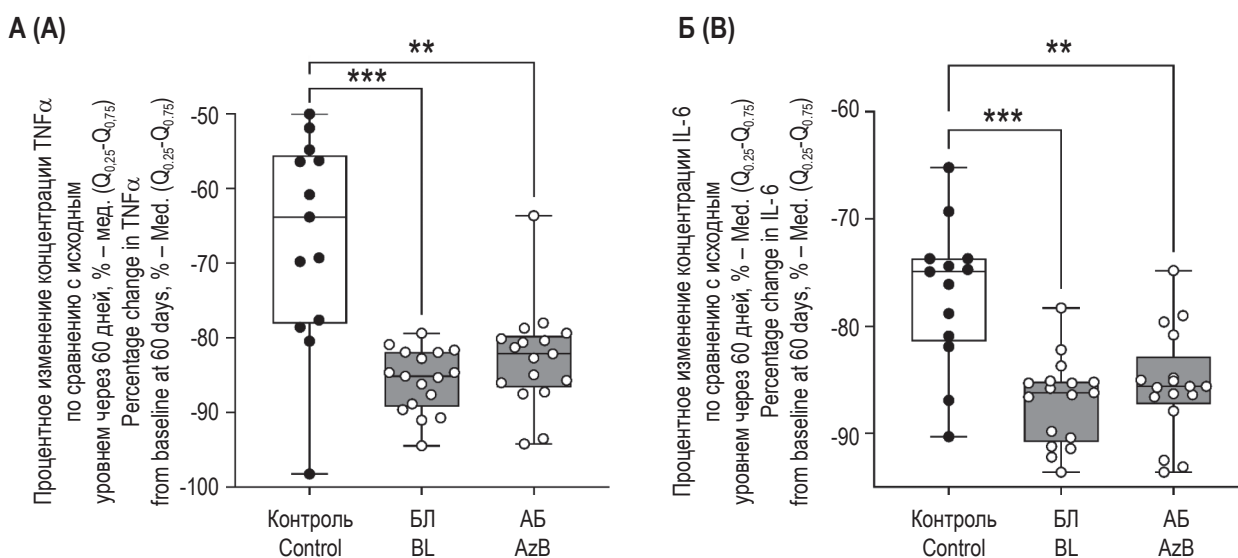 А (A)
Процентное изменение концентрации TNFα
по сравнению с исходным
уровнем через 60 дней, % – мед. (Q0,25-Q0,75)
Percentage change in TNFα
from baseline at 60 days, % – Med. (Q0.25-Q0.75)
**
***
-50
-60
-70
-80
-90
-100
Контроль
Control
БЛ
BL
АБ
AzB
Б (B)
Процентное изменение концентрации IL-6
по сравнению с исходным
уровнем через 60 дней, % – Med. (Q0.25-Q0.75)
Percentage change in IL-6
from baseline at 60 days, % – Med. (Q0.25-Q0.75)
**
***
-60
-70
-80
-90
Контроль
Control
БЛ
BL
АБ
AzB